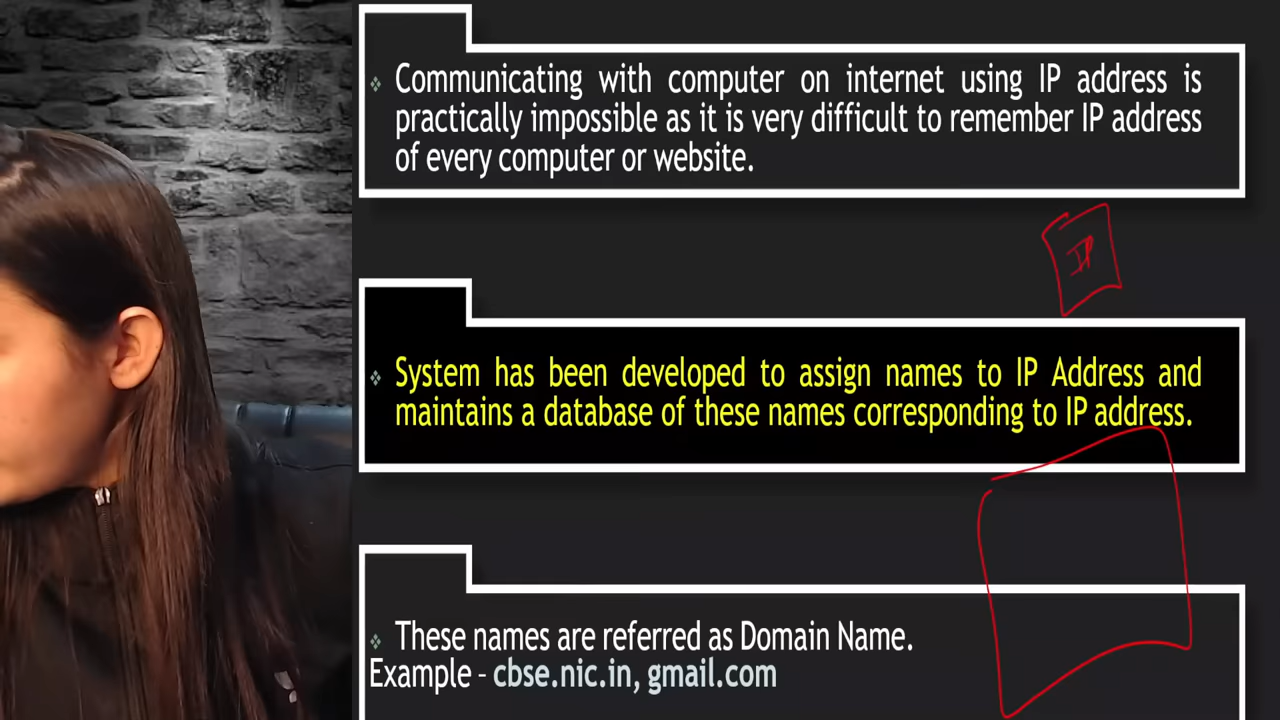 Communicating with computer on internet using IP address is
practically impossible as it is very difficult to remember IP address
of every computer or website.
IP
System has been developed to assign names to IP Address and
maintains a database of these names corresponding to IP address.
These names are referred as Domain Name.
Example - cbse.nic.in, gmail.com